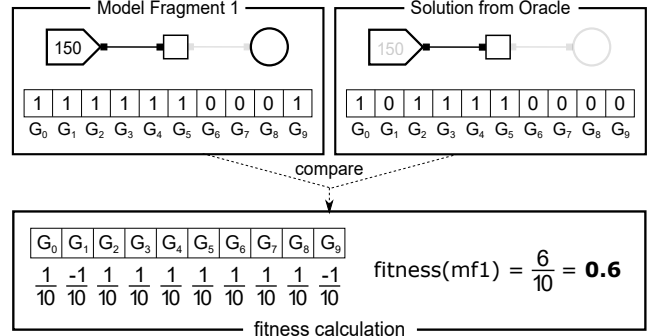 Model Fragment 1
150
1 1 1 1 1 1 0 0 0 1
G0 G1 G2 G3 G4 G5 G6 G7 G8 G9
Solution from Oracle
150
1 0 1 1 1 1 0 0 0 0
G0 G1 G2 G3 G4 G5 G6 G7 G8 G9
compare
G0 G1 G2 G3 G4 G5 G6 G7 G8 G9
1 -1 1 1 1 1 1 1 1 -1
10 10 10 10 10 10 10 10 10 10
fitness(mf1) = 6/10 = 0.6
fitness calculation